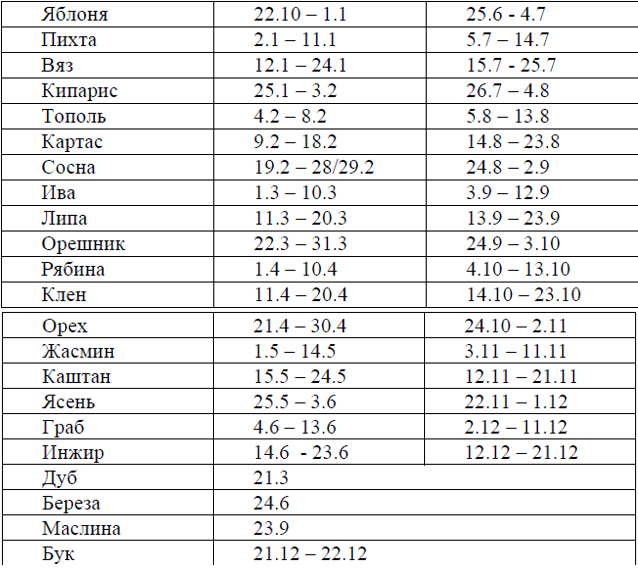 Яблоня 22.10 – 1.1 25.6 - 4.7
Пихта 2.1 – 11.1 5.7 – 14.7
Вяз 12.1 – 24.1 15.7 - 25.7
Кипарис 25.1 – 3.2 26.7 – 4.8
Тополь 4.2 – 8.2 5.8 – 13.8
Картас 9.2 – 18.2 14.8 – 23.8
Сосна 19.2 – 28/29.2 24.8 – 2.9
Ива 1.3 – 10.3 3.9 – 12.9
Липа 11.3 – 20.3 13.9 – 23.9
Орешник 22.3 – 31.3 24.9 – 3.10
Рябина 1.4 – 10.4 4.10 – 13.10
Клен 11.4 – 20.4 14.10 – 23.10
Орех 21.4 – 30.4 24.10 – 2.11
Жасмин 1.5 – 14.5 3.11 – 11.11
Каштан 15.5 – 24.5 12.11 – 21.11
Ясень 25.5 – 3.6 22.11 – 1.12
Граб 4.6 – 13.6 2.12 – 11.12
Инжир 14.6 - 23.6 12.12 – 21.12
Дуб 21.3
Береза 24.6
Маслина 23.9
Бук 21.12 – 22.12